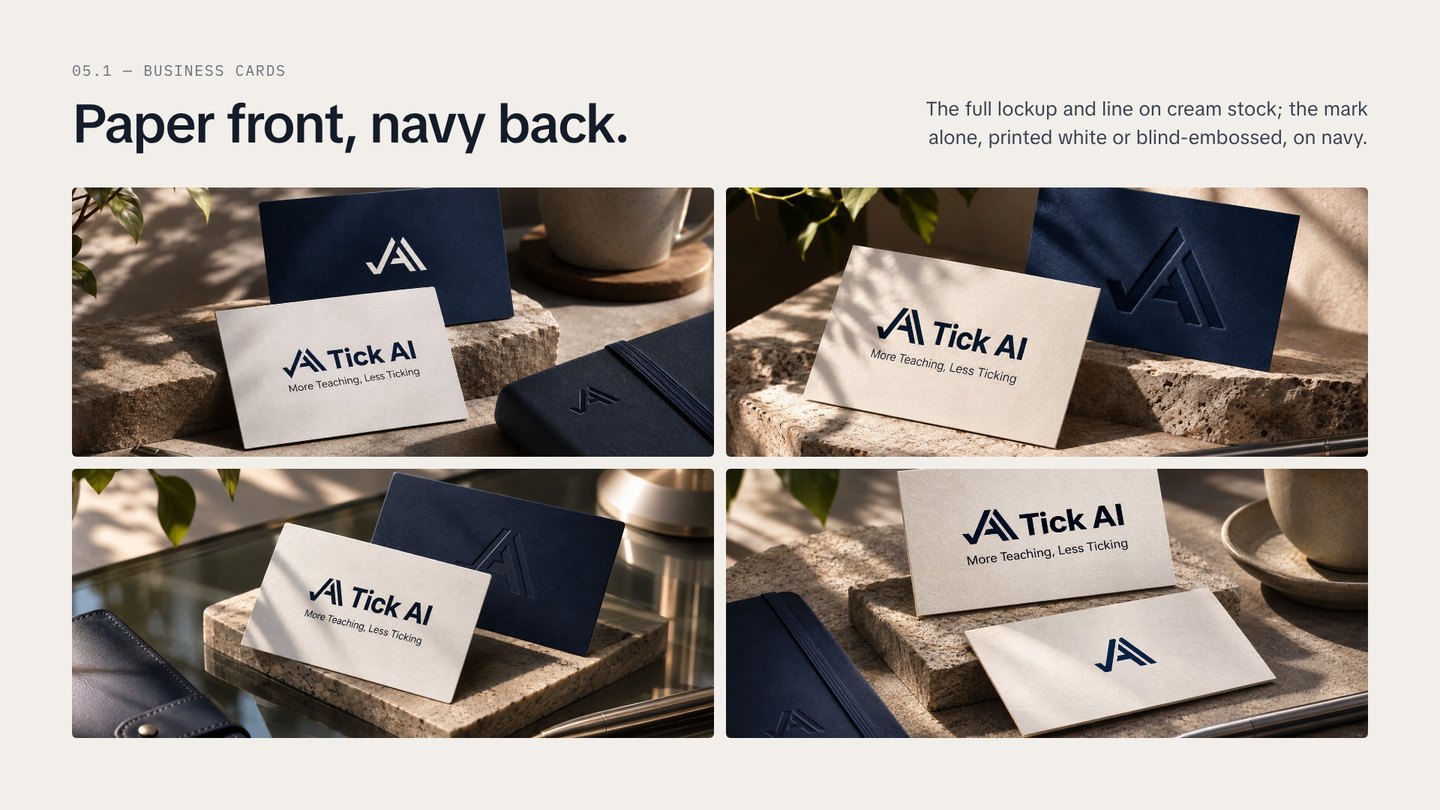 05.1 — BUSINESS CARDS
Paper front, navy back.
The full lockup and line on cream stock; the mark
alone, printed white or blind-embossed, on navy.
Tick AI
More Teaching, Less Ticking
Tick AI
More Teaching, Less Ticking
Tick AI
More Teaching, Less Ticking
Tick AI
More Teaching, Less Ticking